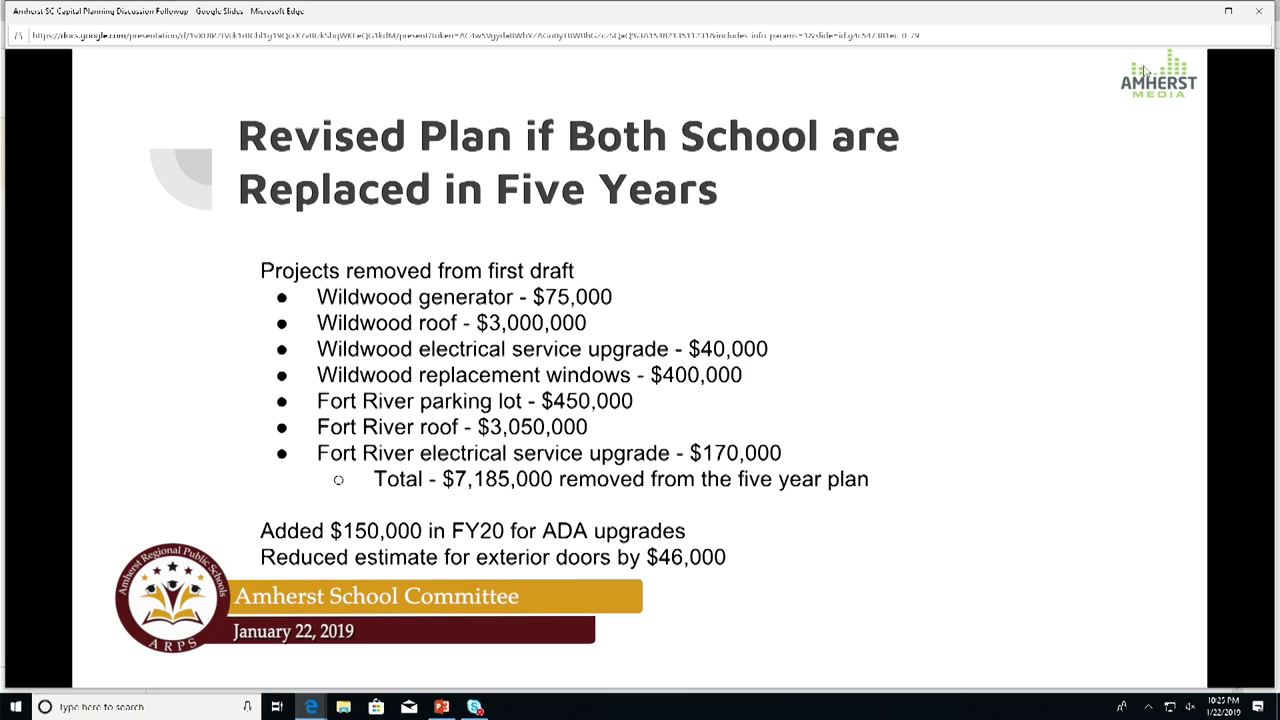 Amherst SC Capital Planning Discussion Followup - Google Slides - Microsoft Edge
AMHERST
MEDIA
Revised Plan if Both School are
Replaced in Five Years
Projects removed from first draft
● Wildwood generator - $75,000
● Wildwood roof - $3,000,000
● Wildwood electrical service upgrade - $40,000
● Wildwood replacement windows - $400,000
● Fort River parking lot - $450,000
● Fort River roof - $3,050,000
● Fort River electrical service upgrade - $170,000
○ Total - $7,185,000 removed from the five year plan
Added $150,000 in FY20 for ADA upgrades
Reduced estimate for exterior doors by $46,000
Amherst Regional Public Schools
ARPS
Amherst School Committee
January 22, 2019
Type here to search
10:25 PM
1/22/2019